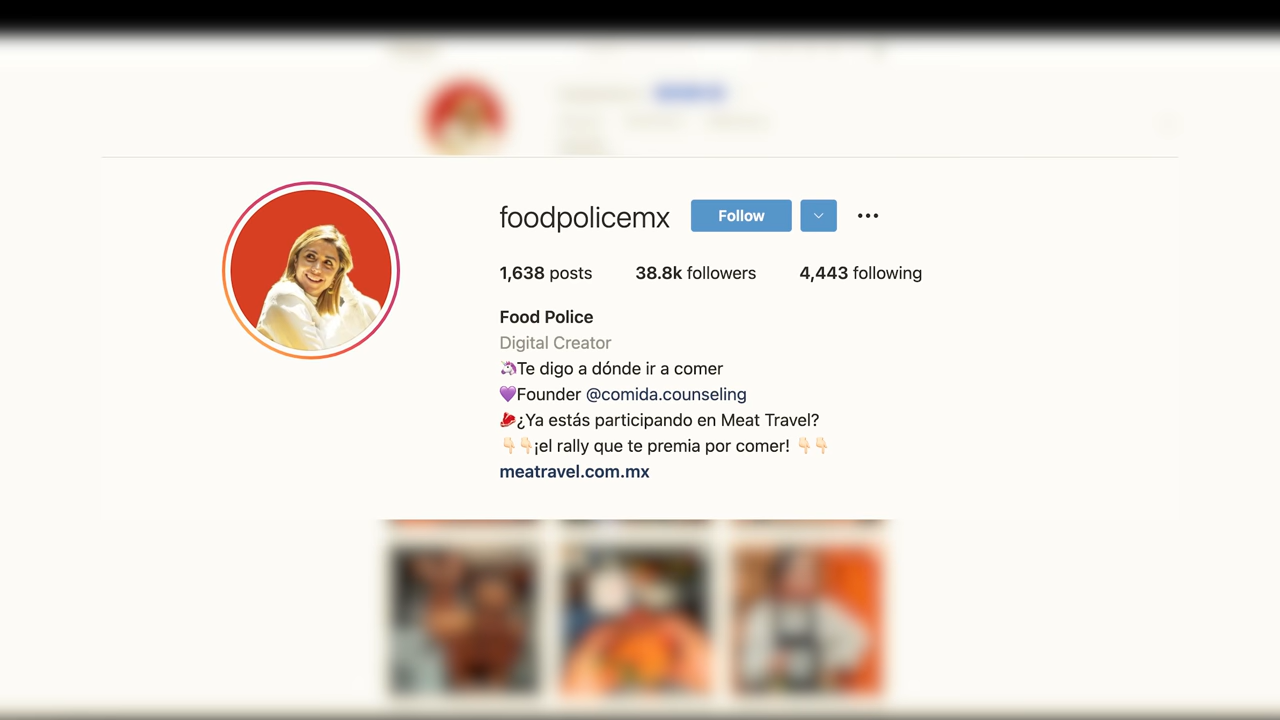 foodpolicemx Follow
1,638 posts 38.8k followers 4,443 following
Food Police
Digital Creator
🦄Te digo a dónde ir a comer
💜Founder @comida.counseling
🥩¿Ya estás participando en Meat Travel?
👇🏻👇🏻¡el rally que te premia por comer! 👇🏻👇🏻
meatravel.com.mx